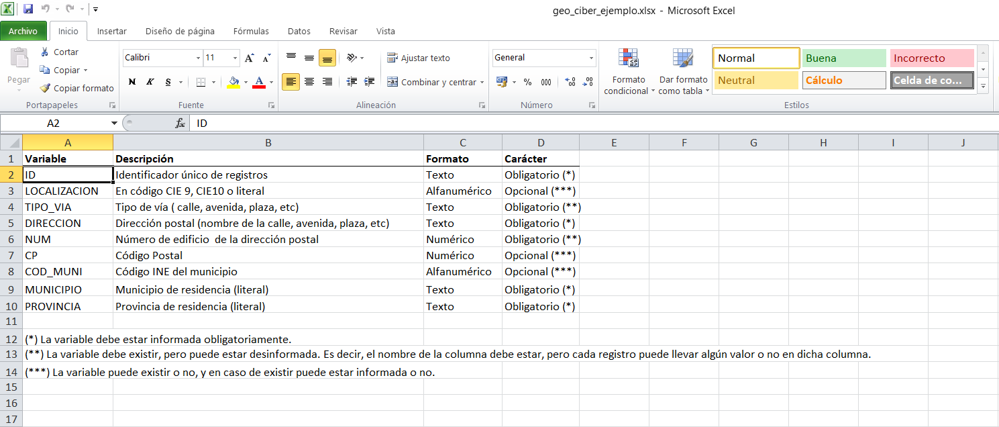 geo_ciber_ejemplo.xlsx - Microsoft Excel
Archivo Inicio Insertar Diseño de página Fórmulas Datos Revisar Vista
Pegar
Cortar
Copiar
Copiar formato
Portapapeles
Calibri 11
N K S
Fuente
Ajustar texto
Combinar y centrar
Alineación
General
% 000
Número
Formato condicional
Dar formato como tabla
Normal Buena Incorrecto
Neutral Cálculo Celda de co...
Estilos
A2 fx ID
A B C D E F G H I J
1 Variable Descripción Formato Carácter
2 ID Identificador único de registros Texto Obligatorio (*)
3 LOCALIZACION En código CIE 9, CIE10 o literal Alfanumérico Opcional (***)
4 TIPO_VIA Tipo de vía ( calle, avenida, plaza, etc) Texto Obligatorio (**)
5 DIRECCION Dirección postal (nombre de la calle, avenida, plaza, etc) Texto Obligatorio (*)
6 NUM Número de edificio  de la dirección postal Numérico Obligatorio (**)
7 CP Código Postal Numérico Opcional (***)
8 COD_MUNI Código INE del municipio Alfanumérico Opcional (***)
9 MUNICIPIO Municipio de residencia (literal) Texto Obligatorio (*)
10 PROVINCIA Provincia de residencia (literal) Texto Obligatorio (*)
11
12 (*) La variable debe estar informada obligatoriamente.
13 (**) La variable debe existir, pero puede estar desinformada. Es decir, el nombre de la columna debe estar, pero cada registro puede llevar algún valor o no en dicha columna.
14 (***) La variable puede existir o no, y en caso de existir puede estar informada o no.
15
16
17